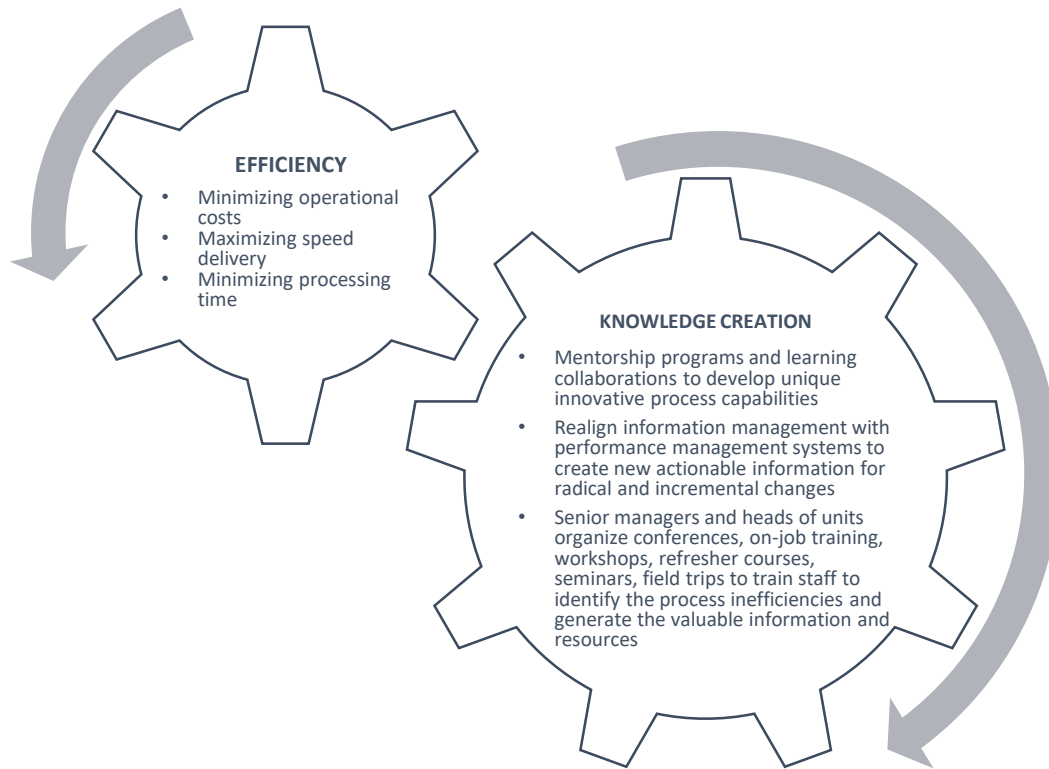 EFFICIENCY
• Minimizing operational
costs
• Maximizing speed
delivery
• Minimizing processing
time
KNOWLEDGE CREATION
• Mentorship programs and learning
collaborations to develop unique
innovative process capabilities
• Realign information management with
performance management systems to
create new actionable information for
radical and incremental changes
• Senior managers and heads of units
organize conferences, on-job training,
workshops, refresher courses,
seminars, field trips to train staff to
identify the process inefficiencies and
generate the valuable information and
resources